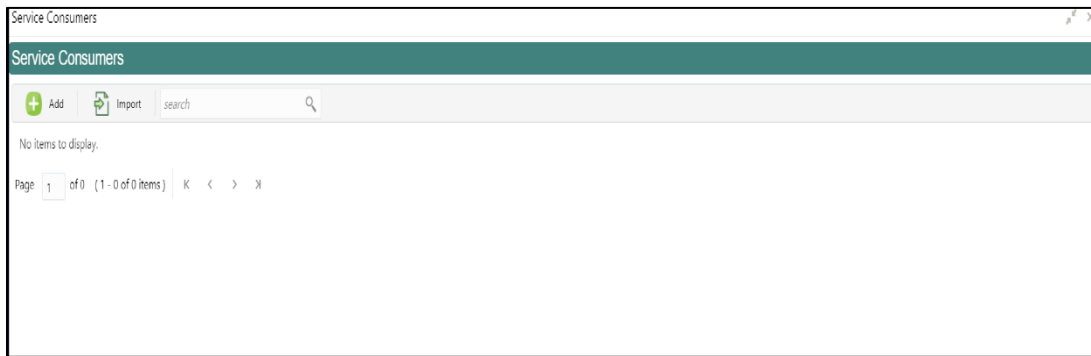 Service Consumers
Service Consumers
Add Import search
No items to display.
Page 1 of 0 (1 - 0 of 0 items)